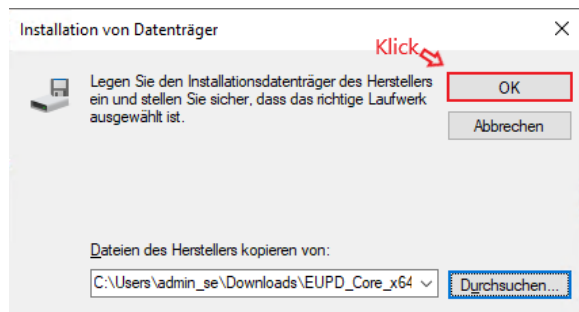 Installation von Datenträger
Klick
Legen Sie den Installationsdatenträger des Herstellers
ein und stellen Sie sicher, dass das richtige Laufwerk
ausgewählt ist.
OK
Abbrechen
Dateien des Herstellers kopieren von:
C:\Users\admin_se\Downloads\EUPD_Core_x64
Durchsuchen...